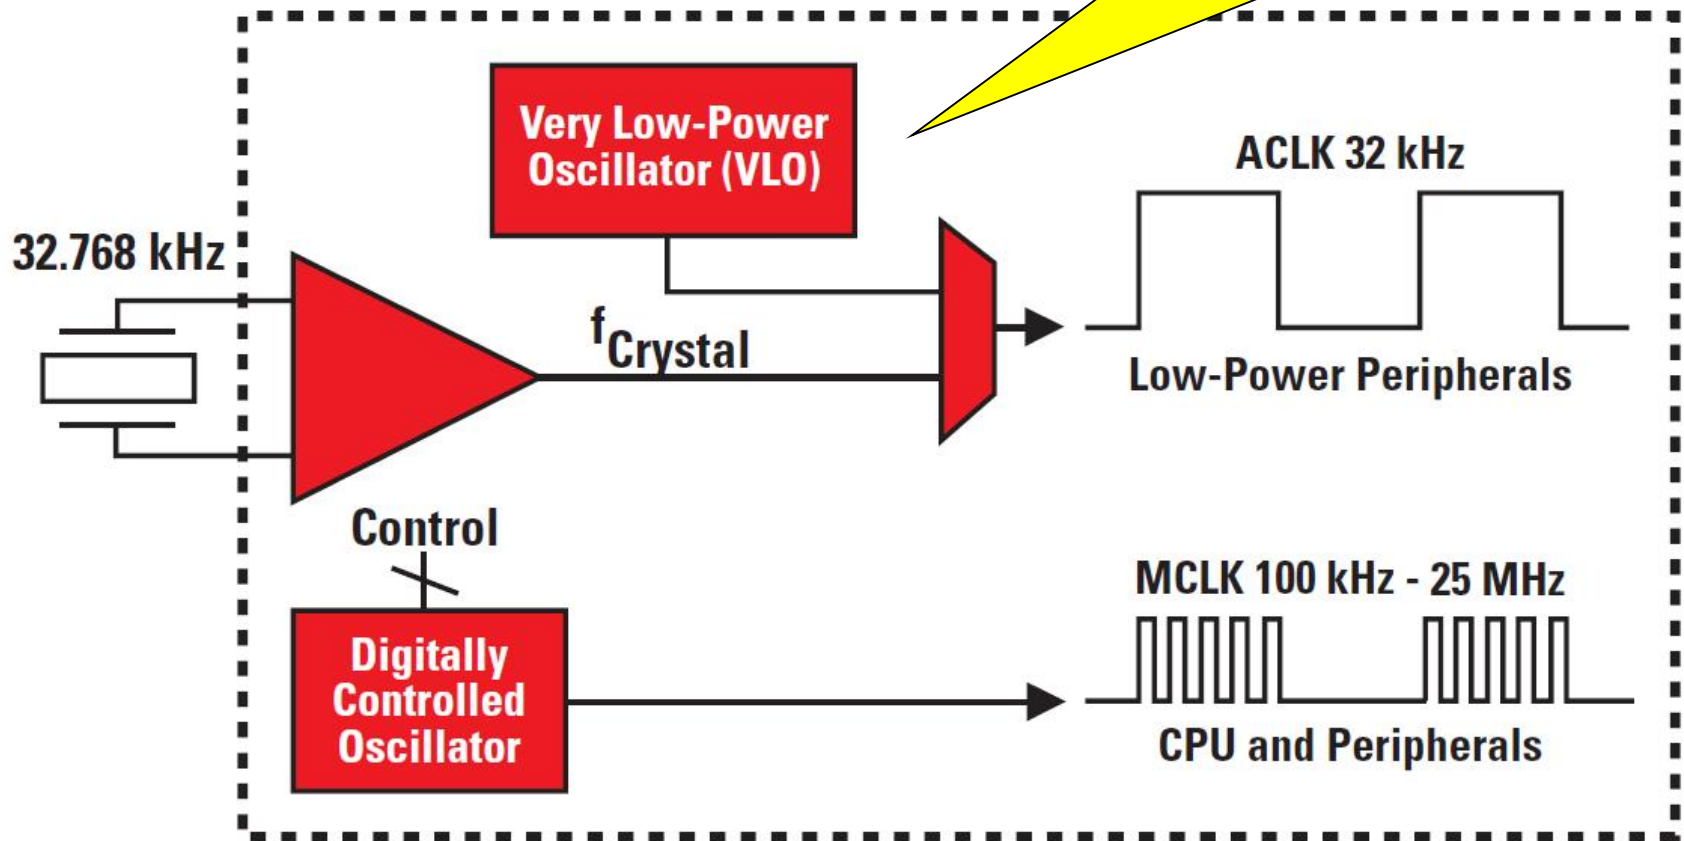 Very Low-Power
Oscillator (VLO)
ACLK 32 kHz
32.768 kHz
fCrystal
Low-Power Peripherals
Control
MCLK 100 kHz - 25 MHz
Digitally
Controlled
Oscillator
CPU and Peripherals